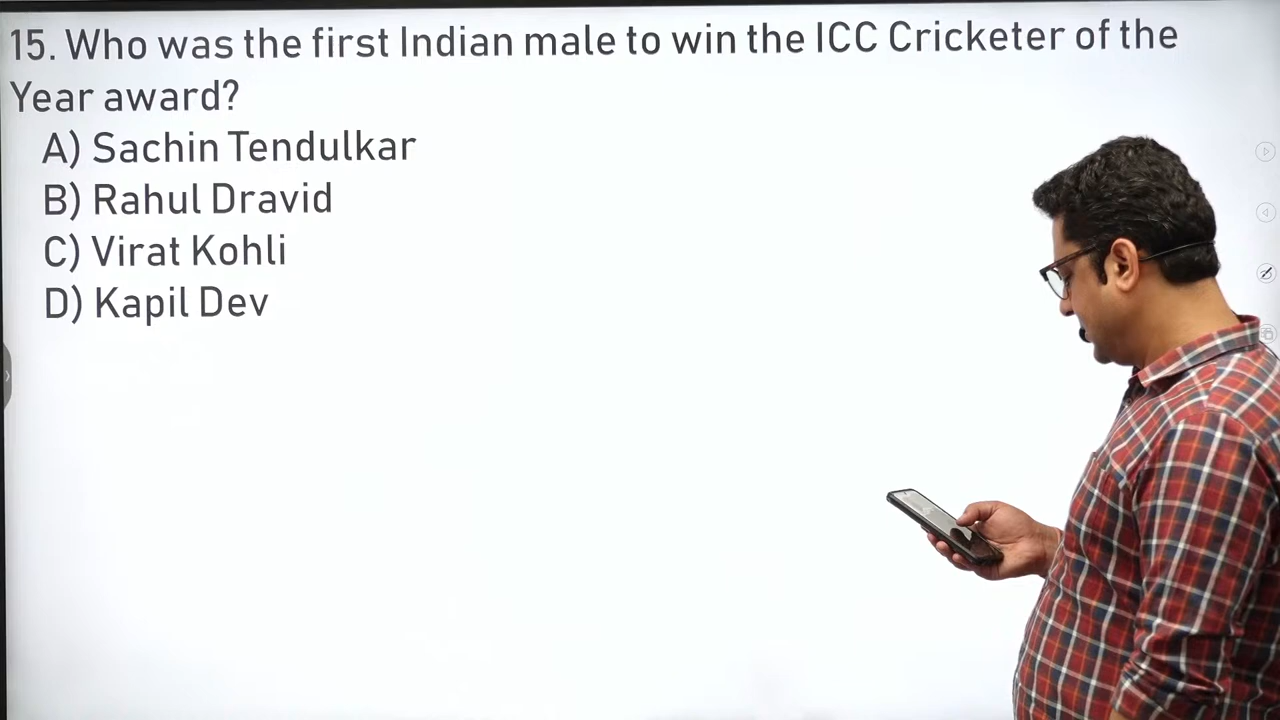 15. Who was the first Indian male to win the ICC Cricketer of the
Year award?
A) Sachin Tendulkar
B) Rahul Dravid
C) Virat Kohli
D) Kapil Dev